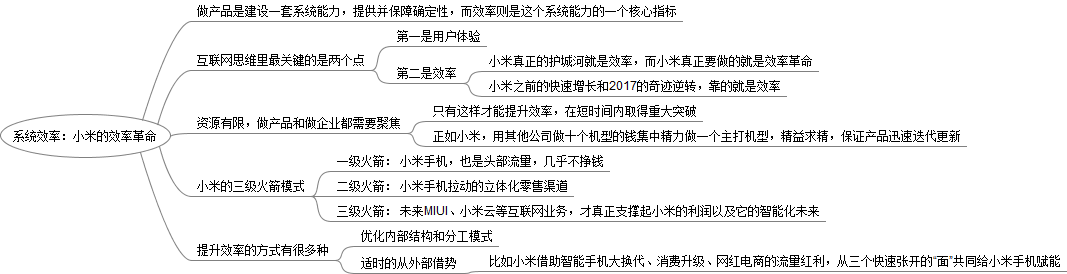 系统效率：小米的效率革命
做产品是建设一套系统能力，提供并保障确定性，而效率则是这个系统能力的一个核心指标
互联网思维里最关键的是两个点
第一是用户体验
第二是效率
小米真正的护城河就是效率，而小米真正要做的就是效率革命
小米之前的快速增长和2017的奇迹逆转，靠的就是效率
资源有限，做产品和做企业都需要聚焦
只有这样才能提升效率，在短时间内取得重大突破
正如小米，用其他公司做十个机型的钱集中精力做一个主打机型，精益求精，保证产品迅速迭代更新
小米的三级火箭模式
一级火箭：小米手机，也是头部流量，几乎不挣钱
二级火箭：小米手机拉动的立体化零售渠道
三级火箭：未来MIUI、小米云等互联网业务，才真正支撑起小米的利润以及它的智能化未来
提升效率的方式有很多种
优化内部结构和分工模式
适时的从外部借势
比如小米借助智能手机大换代、消费升级、网红电商的流量红利，从三个快速张开的“面”共同给小米手机赋能